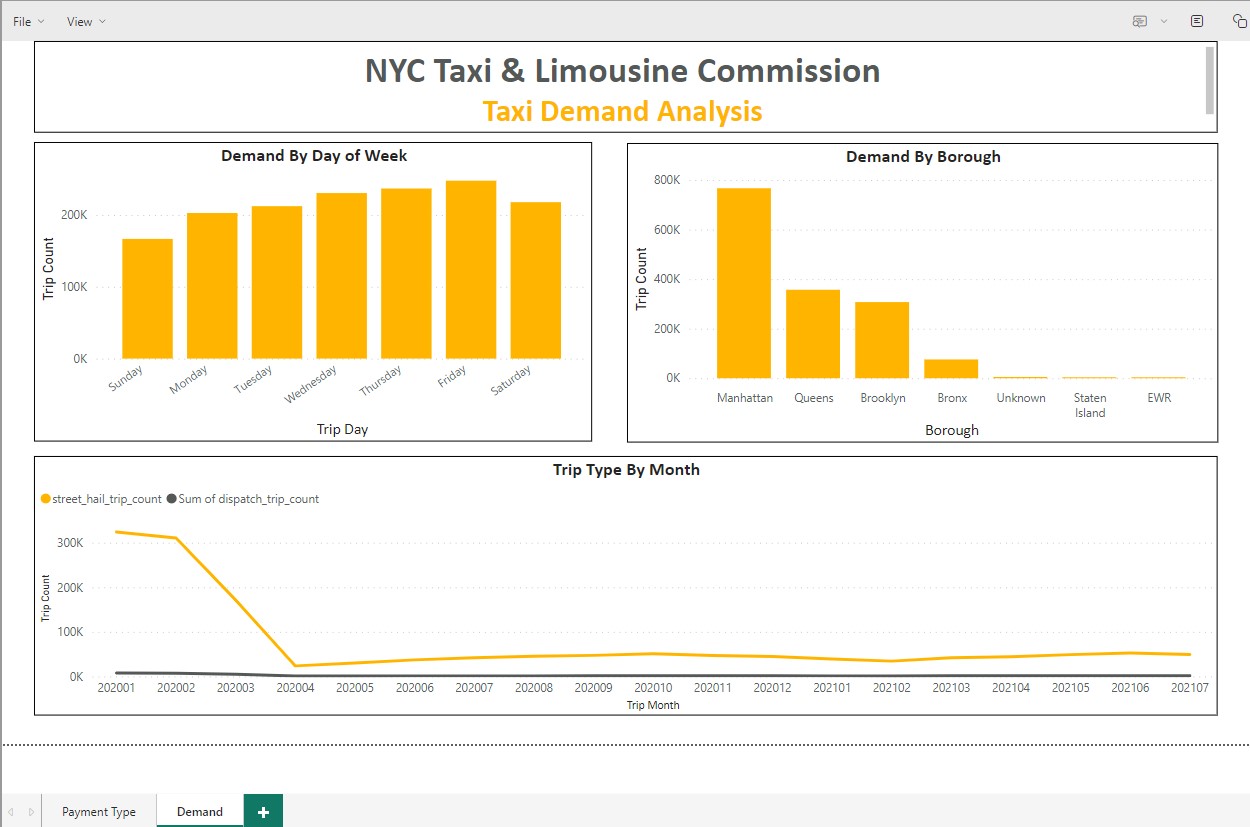 File View
NYC Taxi & Limousine Commission
Taxi Demand Analysis
Demand By Day of Week
Trip Count
200K
100K
0K
Sunday Monday Tuesday Wednesday Thursday Friday Saturday
Trip Day
Demand By Borough
Trip Count
800K
600K
400K
200K
0K
Manhattan Queens Brooklyn Bronx Unknown Staten EWR
Island
Borough
Trip Type By Month
street_hail_trip_count Sum of dispatch_trip_count
Trip Count
300K
200K
100K
0K
202001 202002 202003 202004 202005 202006 202007 202008 202009 202010 202011 202012 202101 202102 202103 202104 202105 202106 202107
Trip Month
Payment Type Demand +